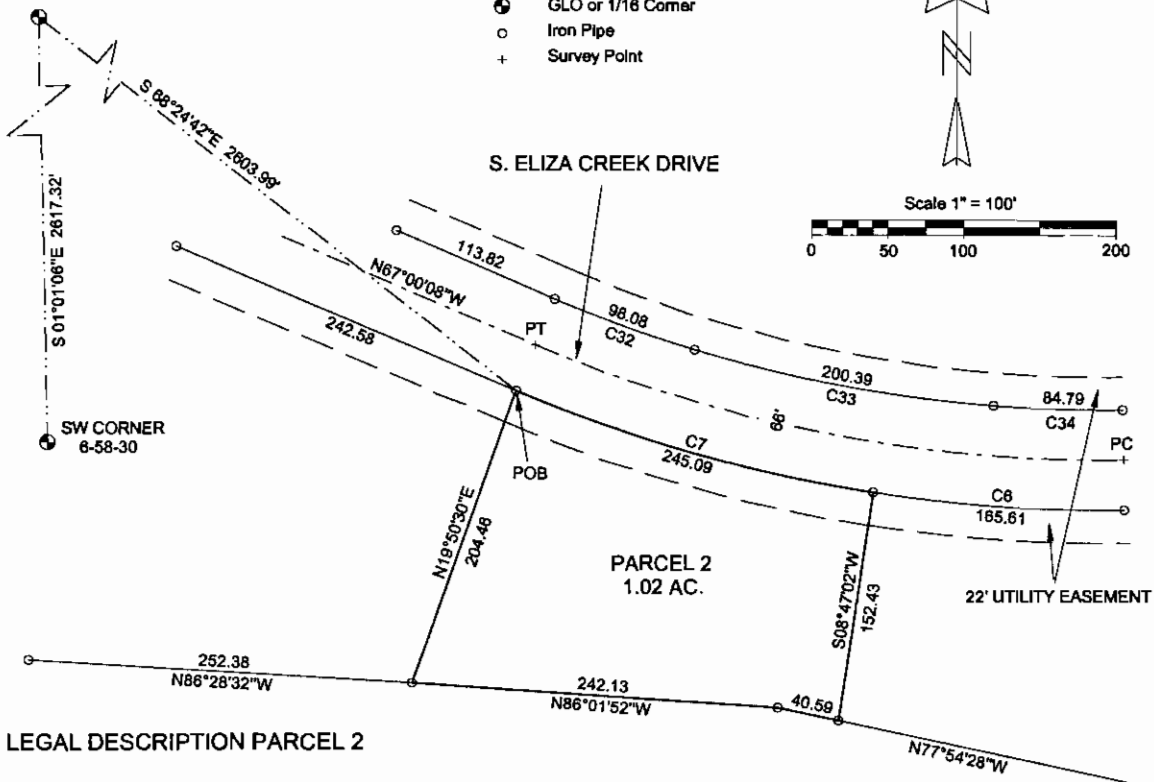 GLO or 1/16 Corner
Iron Pipe
Survey Point
N
S 68°24'42"E 2603.99'
S 01°01'06"E 2617.32'
S. ELIZA CREEK DRIVE
Scale 1" = 100'
0 50 100 200
113.82
N67°00'08"W
98.08
C32
PT
242.58
200.39
C33
84.79
C34
66'
PC
SW CORNER
6-58-30
C7
245.09
POB
C6
165.61
N19°50'30"E
204.46
PARCEL 2
1.02 AC.
S08°47'02"W
152.43
22' UTILITY EASEMENT
252.38
N86°28'32"W
242.13
N86°01'52"W
40.59
N77°54'28"W
LEGAL DESCRIPTION PARCEL 2